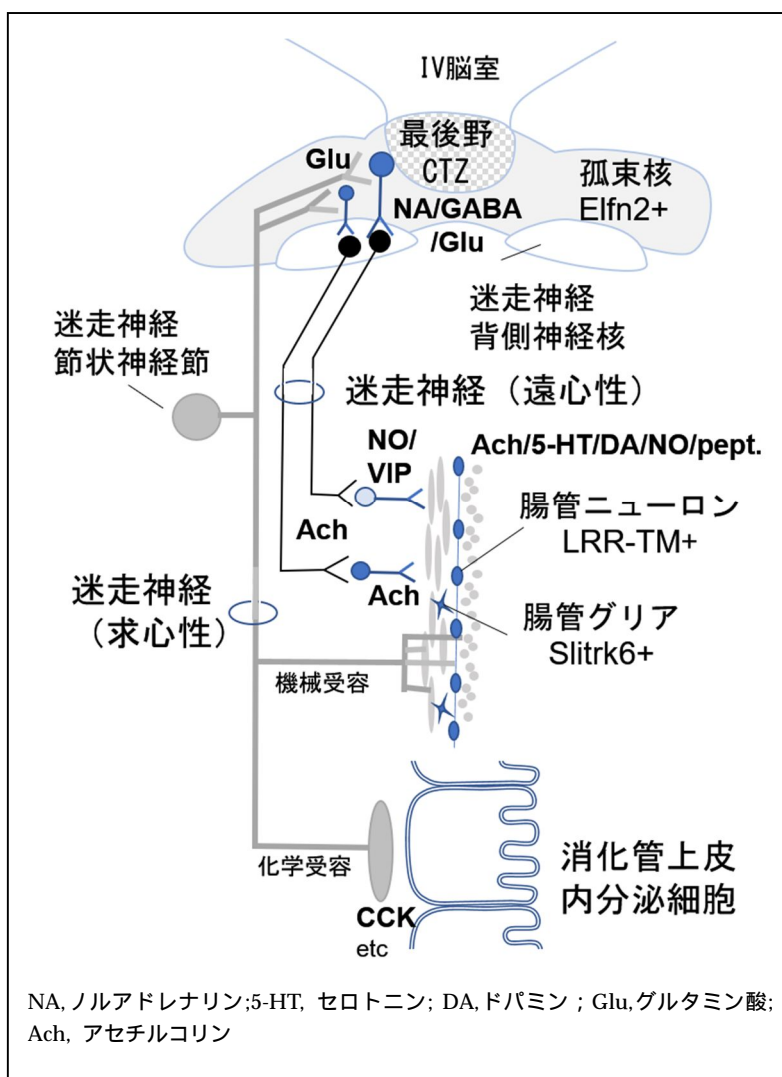 IV脳室
最後野
CTZ
Glu
孤束核
Elfn2+
NA/GABA
/Glu
迷走神経
背側神経核
迷走神経
節状神経節
迷走神経（遠心性）
NO/
VIP
Ach/5-HT/DA/NO/pept.
腸管ニューロン
LRR-TM+
Ach
Ach
迷走神経
（求心性）
腸管グリア
Slitrk6+
機械受容
化学受容
消化管上皮
内分泌細胞
CCK
etc
NA,ノルアドレナリン;5-HT, セロトニン; DA,ドパミン；Glu,グルタミン酸;
Ach, アセチルコリン